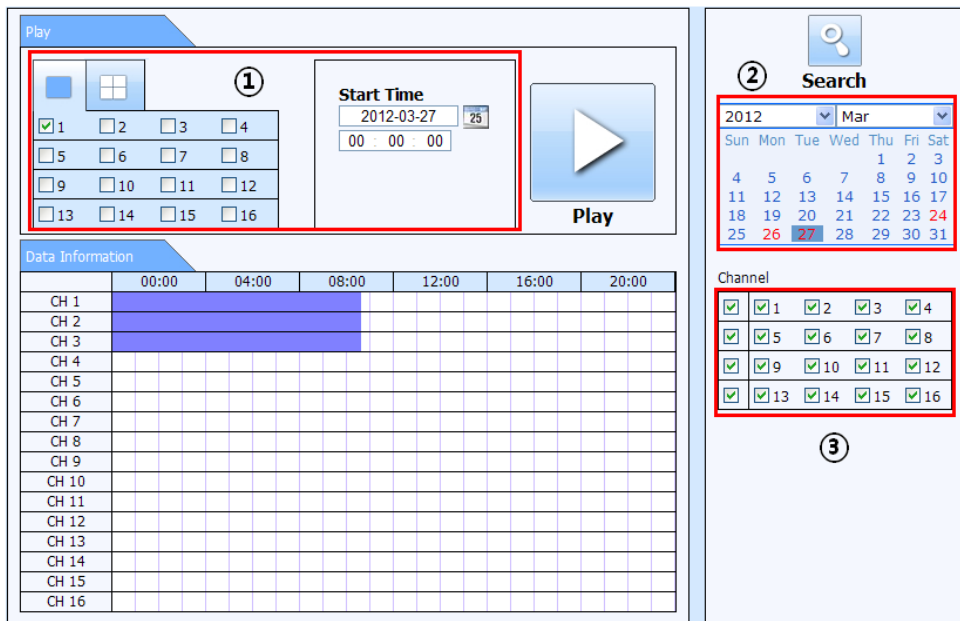 Play
①
Start Time
2012-03-27 25
00 : 00 : 00
1 2 3 4
5 6 7 8
9 10 11 12
13 14 15 16
Play
Data Information
00:00 04:00 08:00 12:00 16:00 20:00
CH 1
CH 2
CH 3
CH 4
CH 5
CH 6
CH 7
CH 8
CH 9
CH 10
CH 11
CH 12
CH 13
CH 14
CH 15
CH 16
②
Search
2012 Mar
Sun Mon Tue Wed Thu Fri Sat
1 2 3
4 5 6 7 8 9 10
11 12 13 14 15 16 17
18 19 20 21 22 23 24
25 26 27 28 29 30 31
Channel
1 2 3 4
5 6 7 8
9 10 11 12
13 14 15 16
③